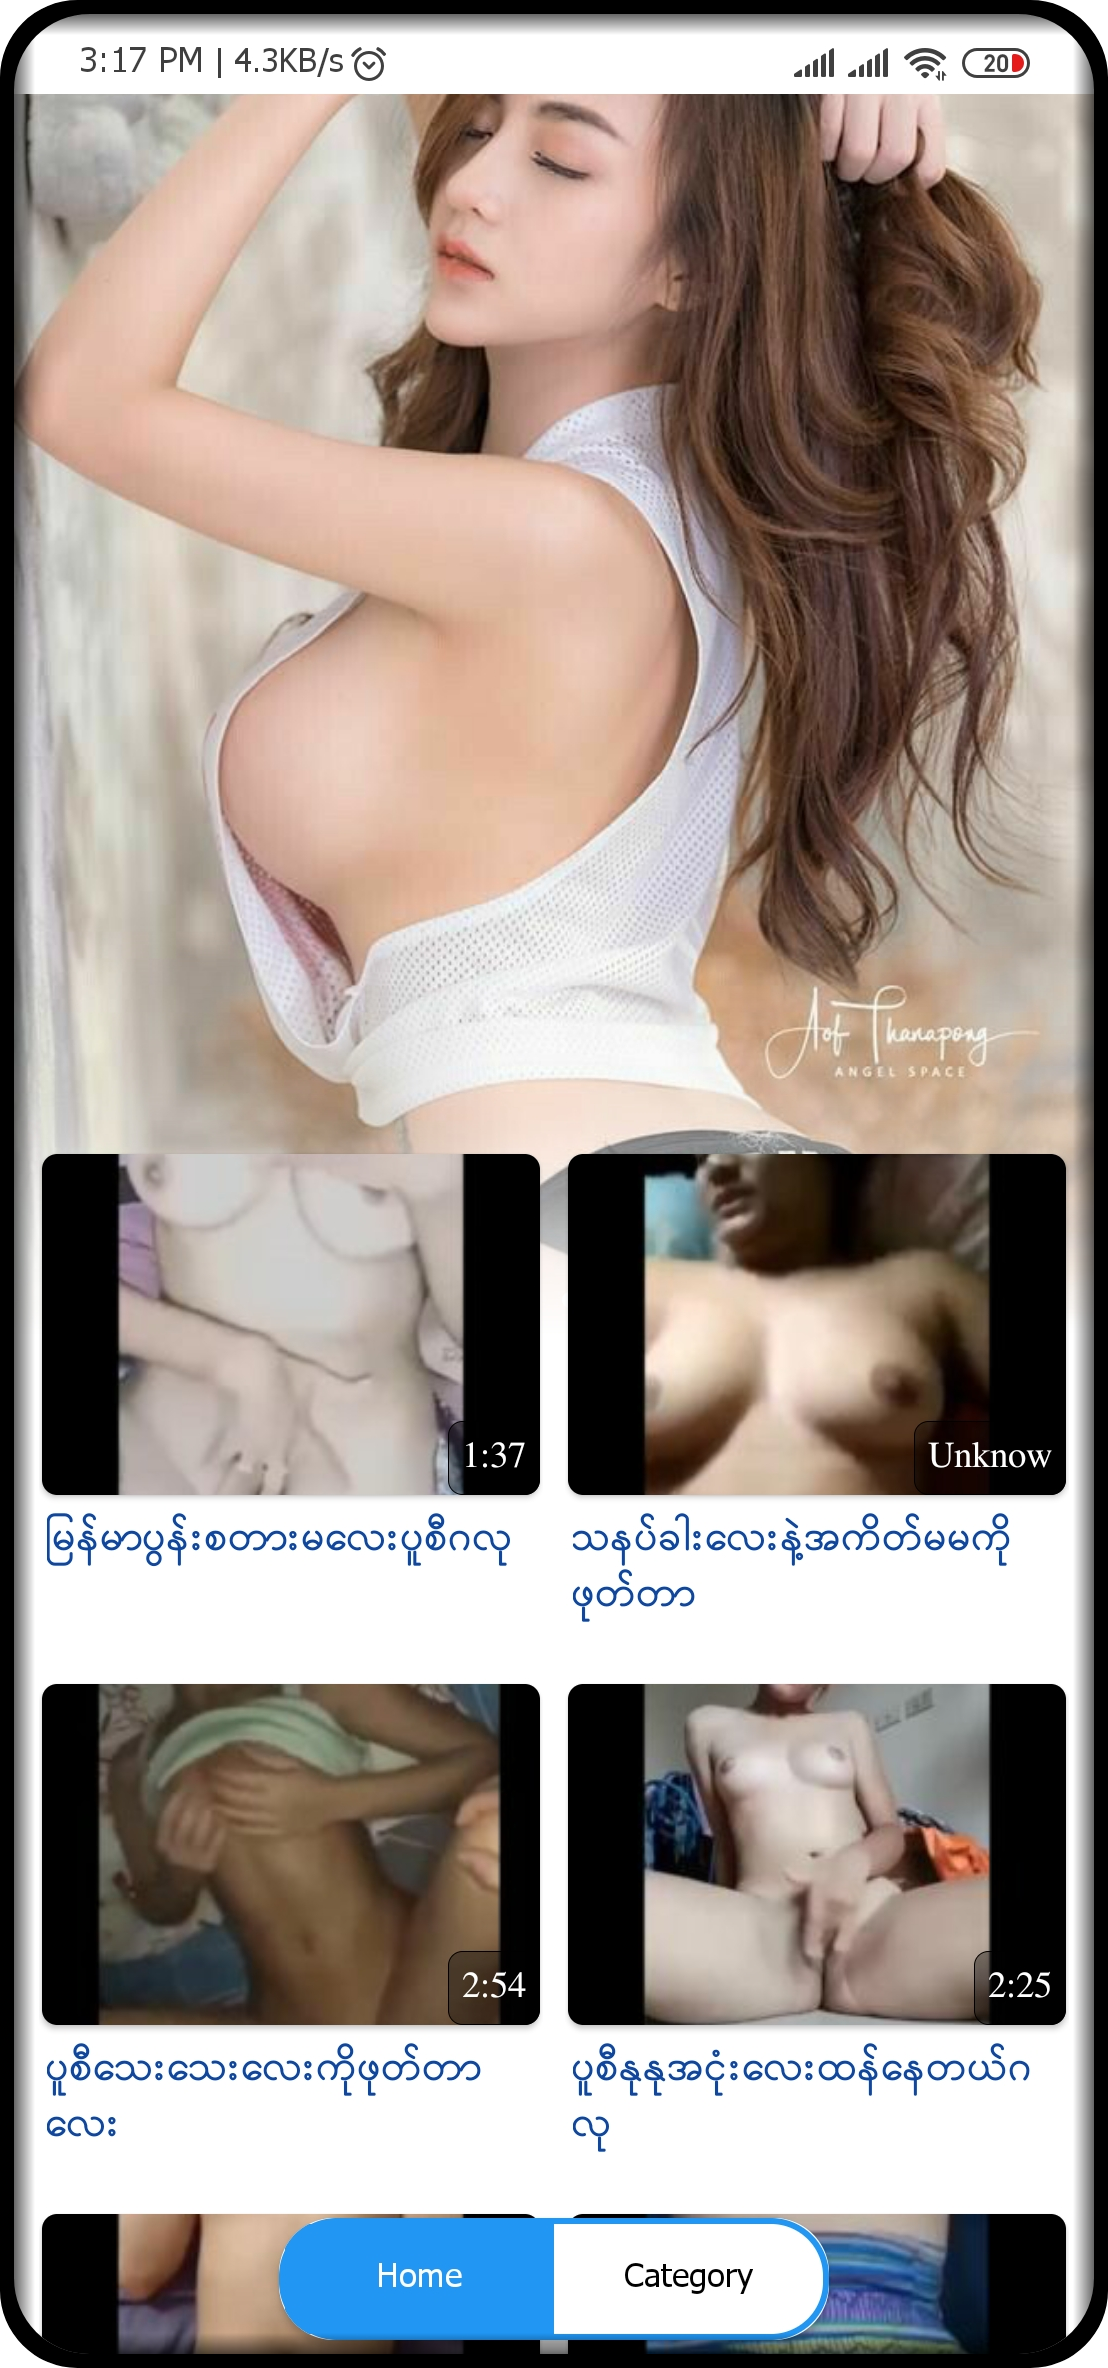 3:17 PM | 4.3KB/s
20
Aof Thanapong
ANGEL SPACE
1:37
Unknow
မြန်မာပွန်းစတားမလေးပူစီဂလု
သနပ်ခါးလေးနဲ့အကိတ်မမကို
ဖုတ်တာ
2:54
2:25
ပူစီသေးသေးလေးကိုဖုတ်တာ
လေး
ပူစီနုနုအငုံးလေးထန်နေတယ်ဂ
လု
Home
Category